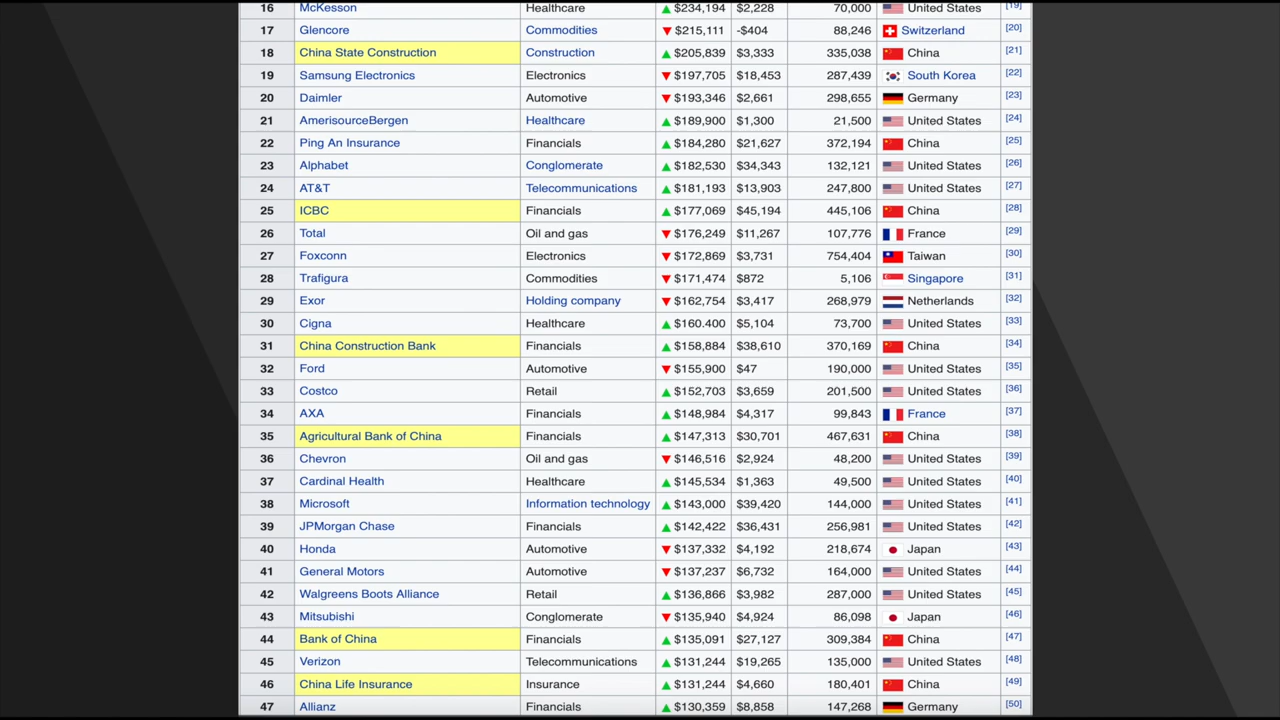 16 McKesson Healthcare ▲ $234,194 $2,228 70,000 United States [19]
17 Glencore Commodities ▼ $215,111 -$404 88,246 Switzerland [20]
18 China State Construction Construction ▲ $205,839 $3,333 335,038 China [21]
19 Samsung Electronics Electronics ▼ $197,705 $18,453 287,439 South Korea [22]
20 Daimler Automotive ▼ $193,346 $2,661 298,655 Germany [23]
21 AmerisourceBergen Healthcare ▲ $189,900 $1,300 21,500 United States [24]
22 Ping An Insurance Financials ▲ $184,280 $21,627 372,194 China [25]
23 Alphabet Conglomerate ▲ $182,530 $34,343 132,121 United States [26]
24 AT&T Telecommunications ▲ $181,193 $13,903 247,800 United States [27]
25 ICBC Financials ▲ $177,069 $45,194 445,106 China [28]
26 Total Oil and gas ▼ $176,249 $11,267 107,776 France [29]
27 Foxconn Electronics ▼ $172,869 $3,731 754,404 Taiwan [30]
28 Trafigura Commodities ▼ $171,474 $872 5,106 Singapore [31]
29 Exor Holding company ▼ $162,754 $3,417 268,979 Netherlands [32]
30 Cigna Healthcare ▲ $160.400 $5,104 73,700 United States [33]
31 China Construction Bank Financials ▲ $158,884 $38,610 370,169 China [34]
32 Ford Automotive ▼ $155,900 $47 190,000 United States [35]
33 Costco Retail ▲ $152,703 $3,659 201,500 United States [36]
34 AXA Financials ▲ $148,984 $4,317 99,843 France [37]
35 Agricultural Bank of China Financials ▲ $147,313 $30,701 467,631 China [38]
36 Chevron Oil and gas ▼ $146,516 $2,924 48,200 United States [39]
37 Cardinal Health Healthcare ▲ $145,534 $1,363 49,500 United States [40]
38 Microsoft Information technology ▲ $143,000 $39,420 144,000 United States [41]
39 JPMorgan Chase Financials ▲ $142,422 $36,431 256,981 United States [42]
40 Honda Automotive ▼ $137,332 $4,192 218,674 Japan [43]
41 General Motors Automotive ▼ $137,237 $6,732 164,000 United States [44]
42 Walgreens Boots Alliance Retail ▲ $136,866 $3,982 287,000 United States [45]
43 Mitsubishi Conglomerate ▼ $135,940 $4,924 86,098 Japan [46]
44 Bank of China Financials ▲ $135,091 $27,127 309,384 China [47]
45 Verizon Telecommunications ▲ $131,244 $19,265 135,000 United States [48]
46 China Life Insurance Insurance ▲ $131,244 $4,660 180,401 China [49]
47 Allianz Financials ▲ $130,359 $8,858 147,268 Germany [50]